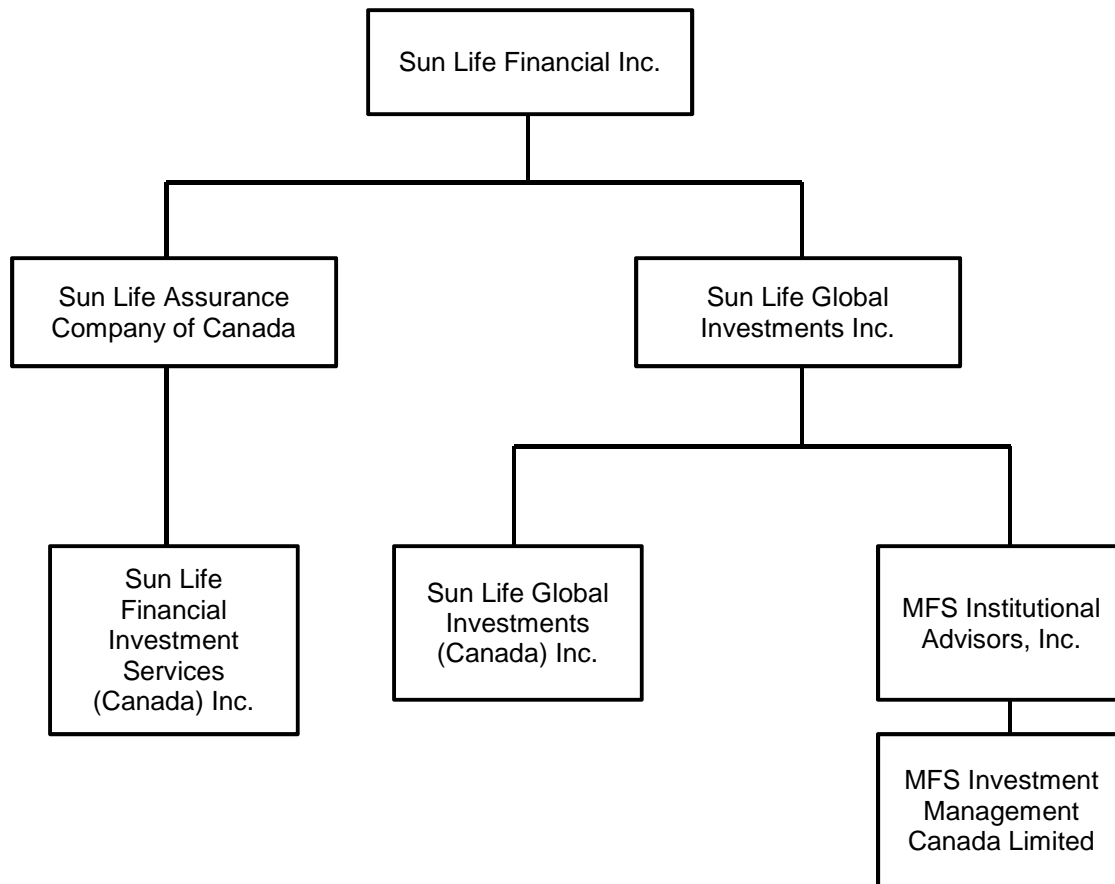 Sun Life Financial Inc.
Sun Life Assurance
Company of Canada
Sun Life Global
Investments Inc.
Sun Life
Financial
Investment
Services
(Canada) Inc.
Sun Life Global
Investments
(Canada) Inc.
MFS Institutional
Advisors, Inc.
MFS Investment
Management
Canada Limited